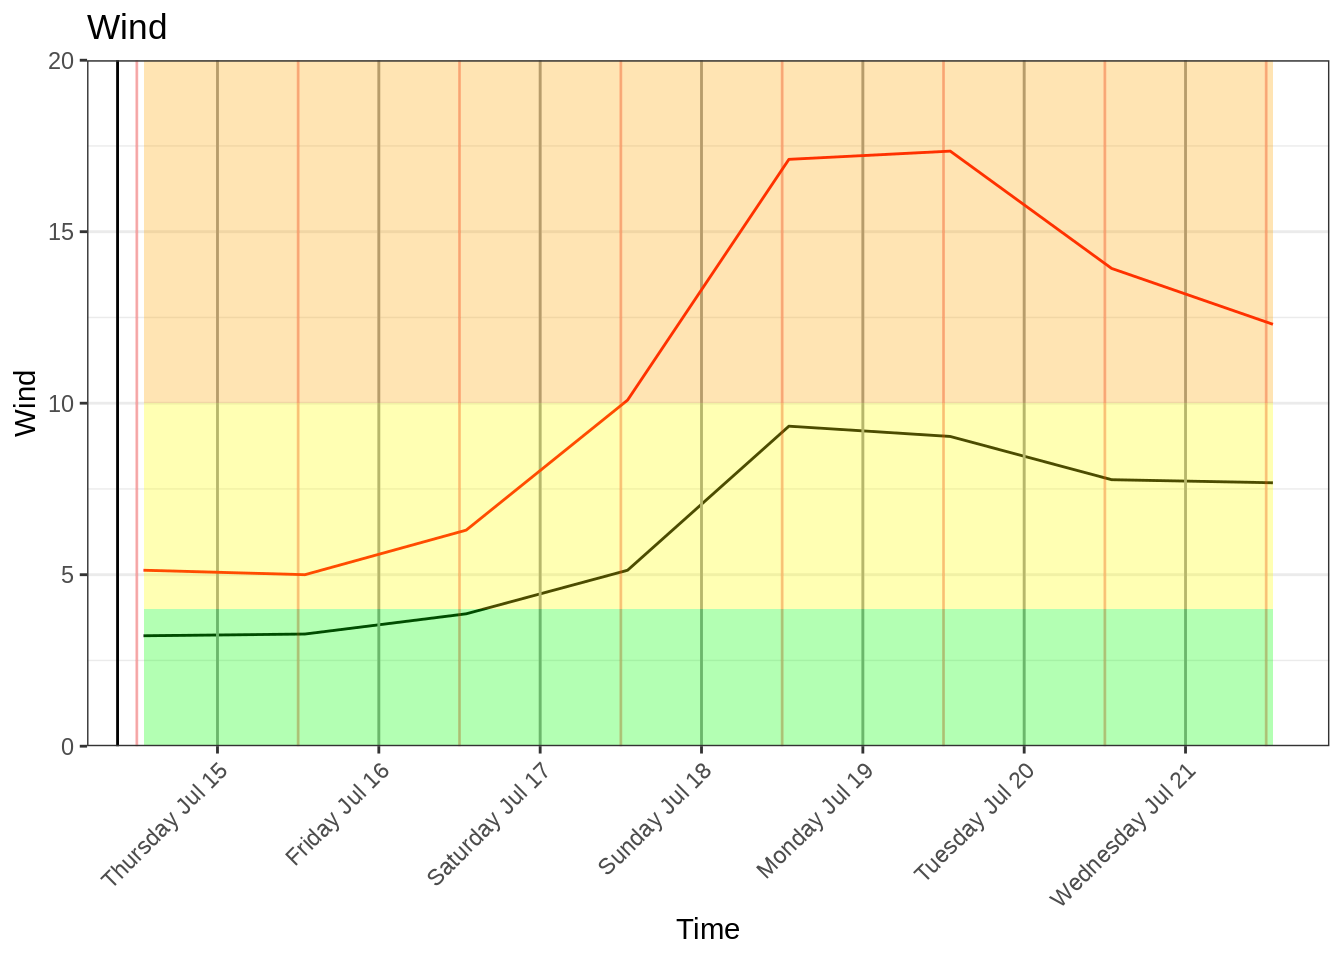 Wind
20
15
10
5
0
Wind
Thursday Jul 15
Friday Jul 16
Saturday Jul 17
Sunday Jul 18
Monday Jul 19
Tuesday Jul 20
Wednesday Jul 21
Time